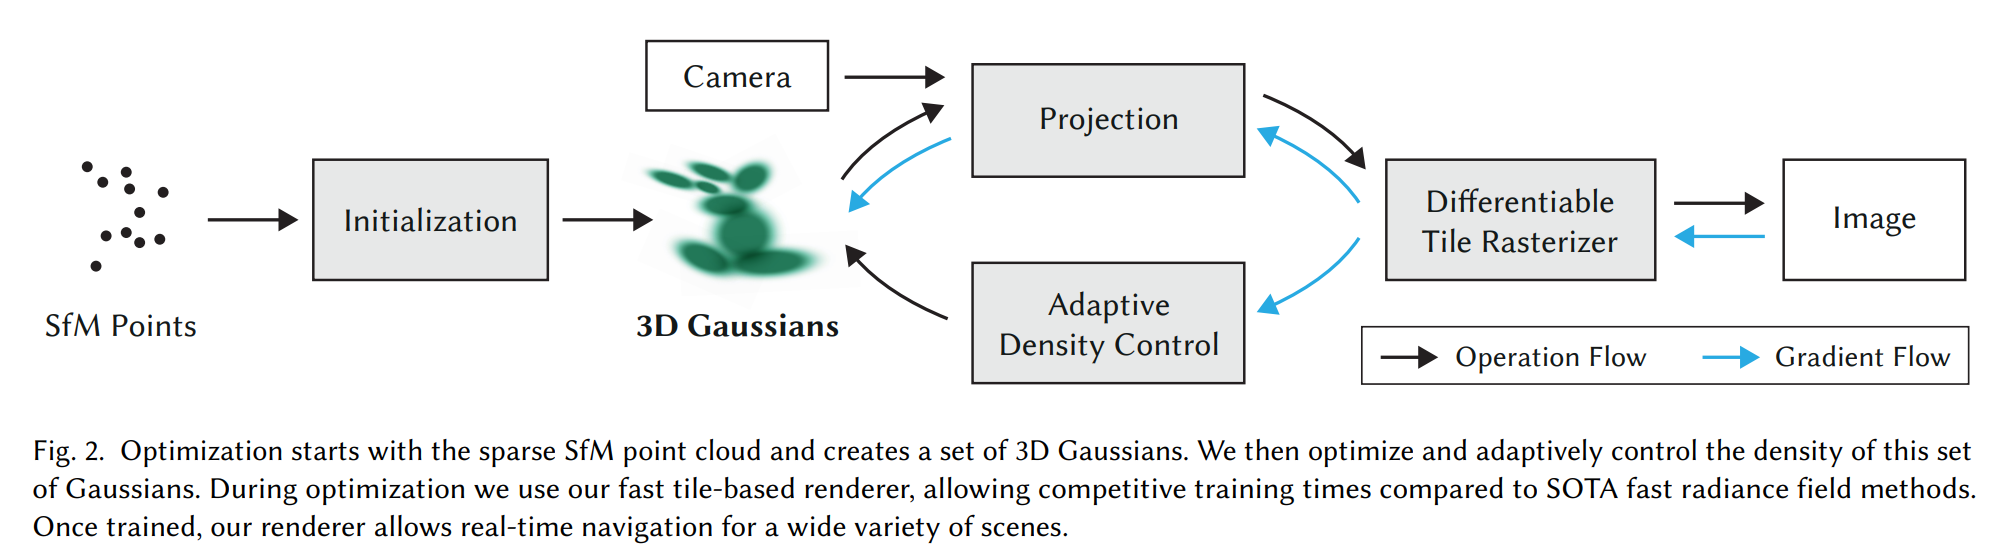 Camera
Projection
Initialization
Differentiable
Tile Rasterizer
Image
Adaptive
Density Control
SfM Points
3D Gaussians
Operation Flow
Gradient Flow
Fig. 2. Optimization starts with the sparse SfM point cloud and creates a set of 3D Gaussians. We then optimize and adaptively control the density of this set
of Gaussians. During optimization we use our fast tile-based renderer, allowing competitive training times compared to SOTA fast radiance field methods.
Once trained, our renderer allows real-time navigation for a wide variety of scenes.